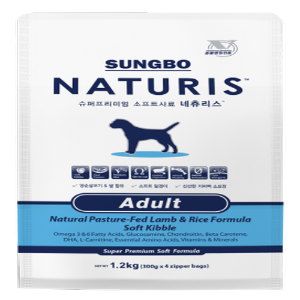 SUNGBO
NATURIS™
슈퍼프리미엄 소프트사료 네츄리스
Adult
Natural Pasture-Fed Lamb & Rice Formula
Soft Kibble
Omega 3&6 Fatty Acids, Glucosamine, Chondroitin, Beta Carotene,
DHA, L-Carnitine, Essential Amino Acids, Vitamins & Minerals
Super Premium Soft Formula
NET WT. 1.2kg (300g x 4 zipper bags)